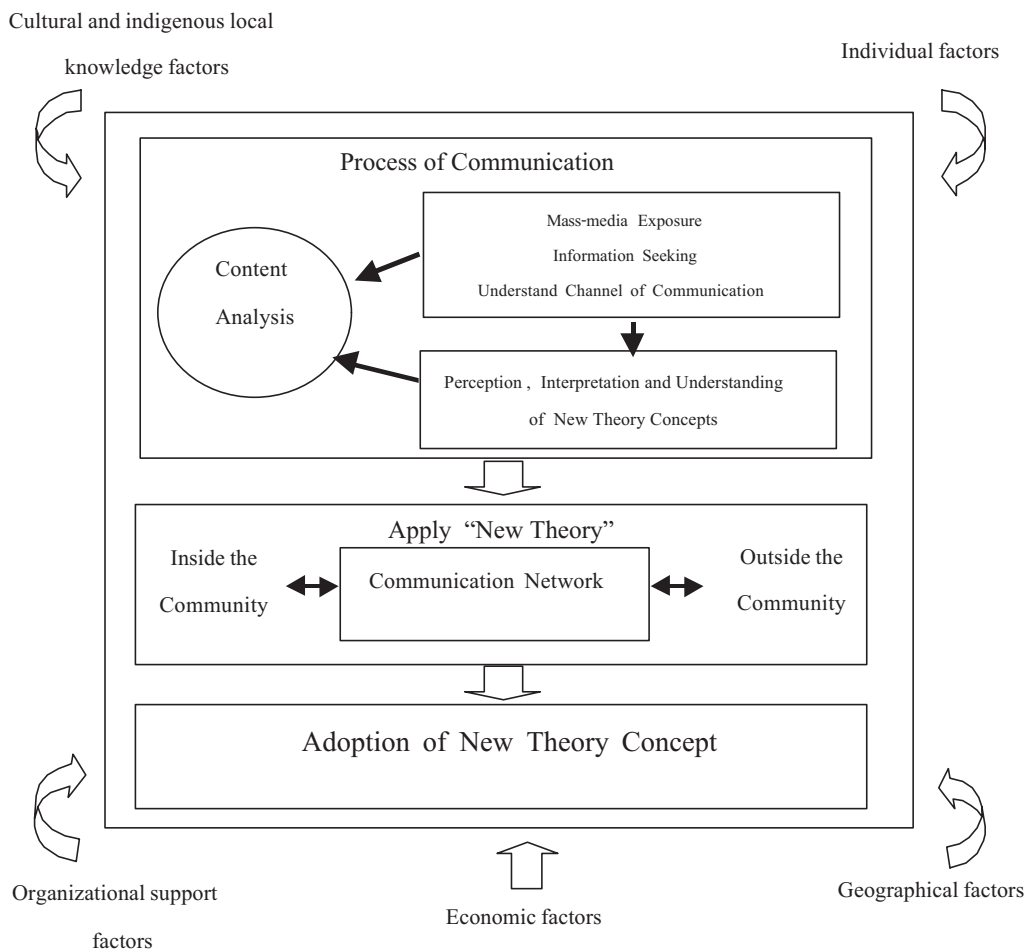 Cultural and indigenous local
knowledge factors
Individual factors
Process of Communication
Content
Analysis
Mass-media Exposure
Information Seeking
Understand Channel of Communication
Perception , Interpretation and Understanding
of New Theory Concepts
Apply “New Theory”
Inside the
Community
Communication Network
Outside the
Community
Adoption of New Theory Concept
Organizational support
factors
Economic factors
Geographical factors